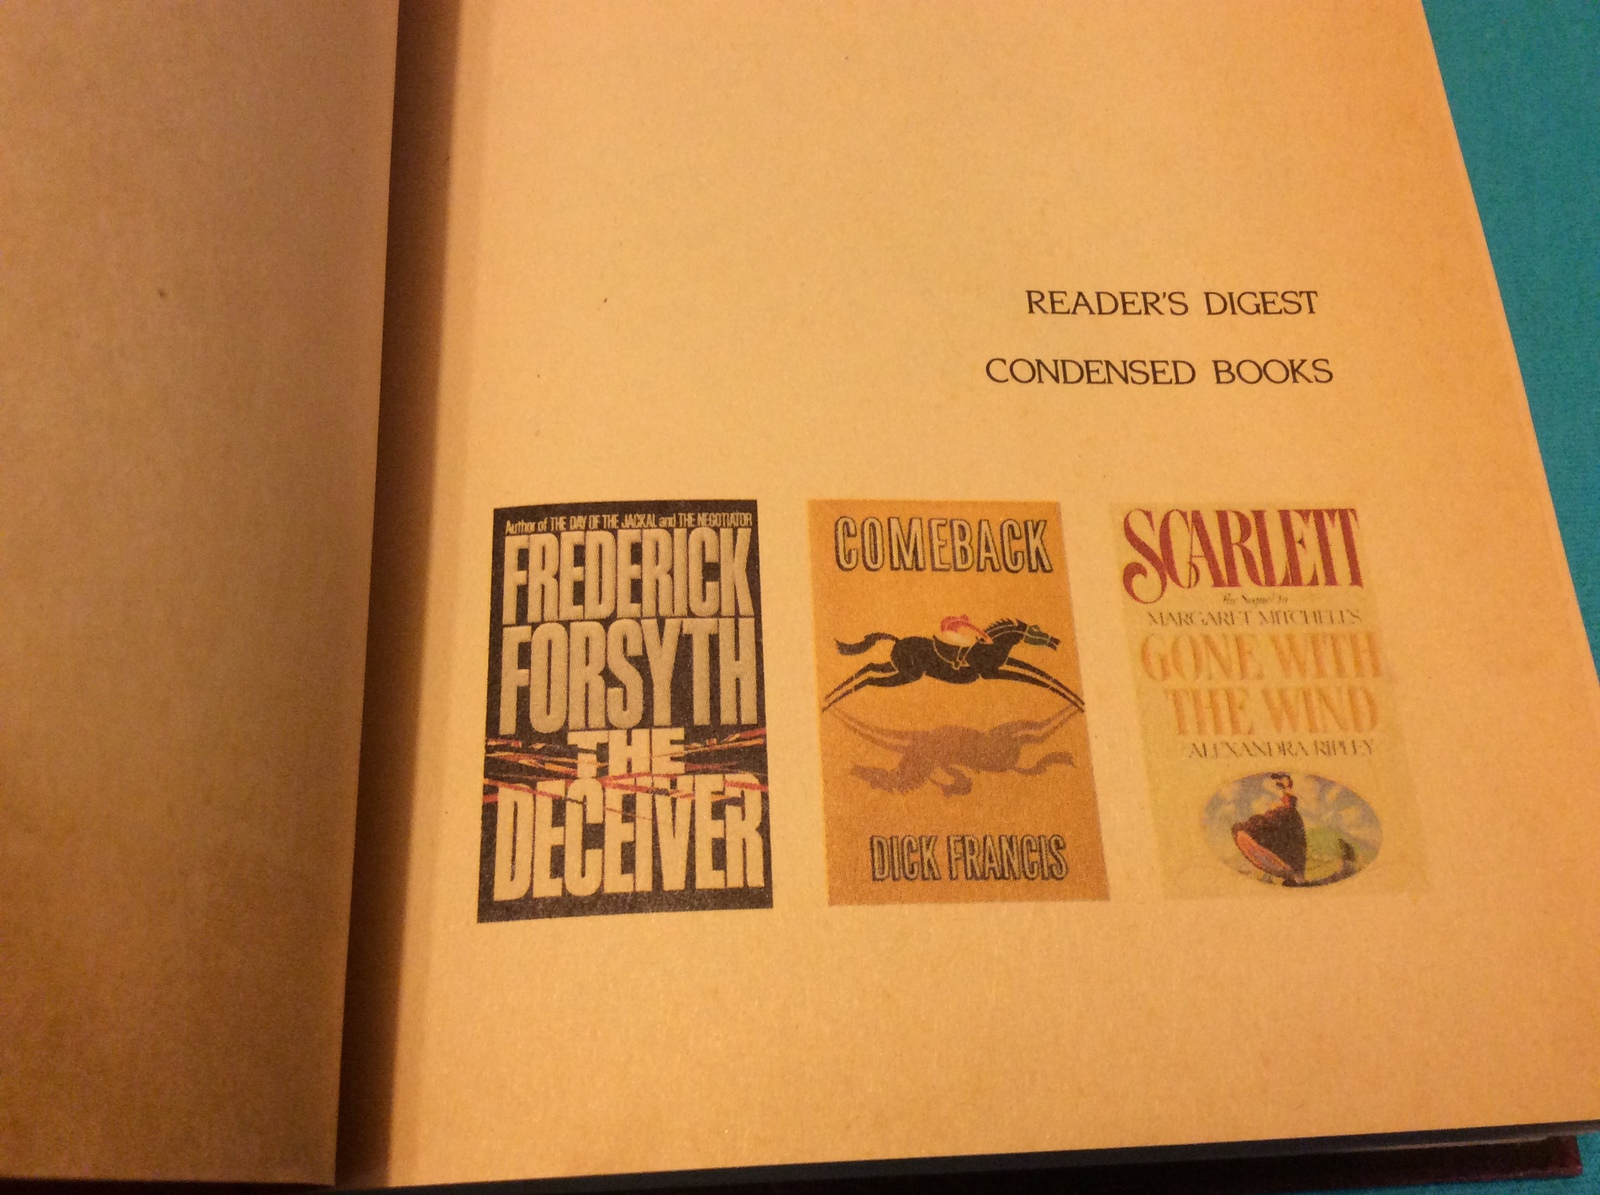 READER'S DIGEST
CONDENSED BOOKS
Author of THE DAY OF THE JACKAL and THE NEGOTIATOR
FREDERICK
FORSYTH
THE
DECEIVER
COMEBACK
DICK FRANCIS
SCARLETT
The Sequel to
MARGARET MITCHELL'S
GONE WITH
THE WIND
ALEXANDRA RIPLEY